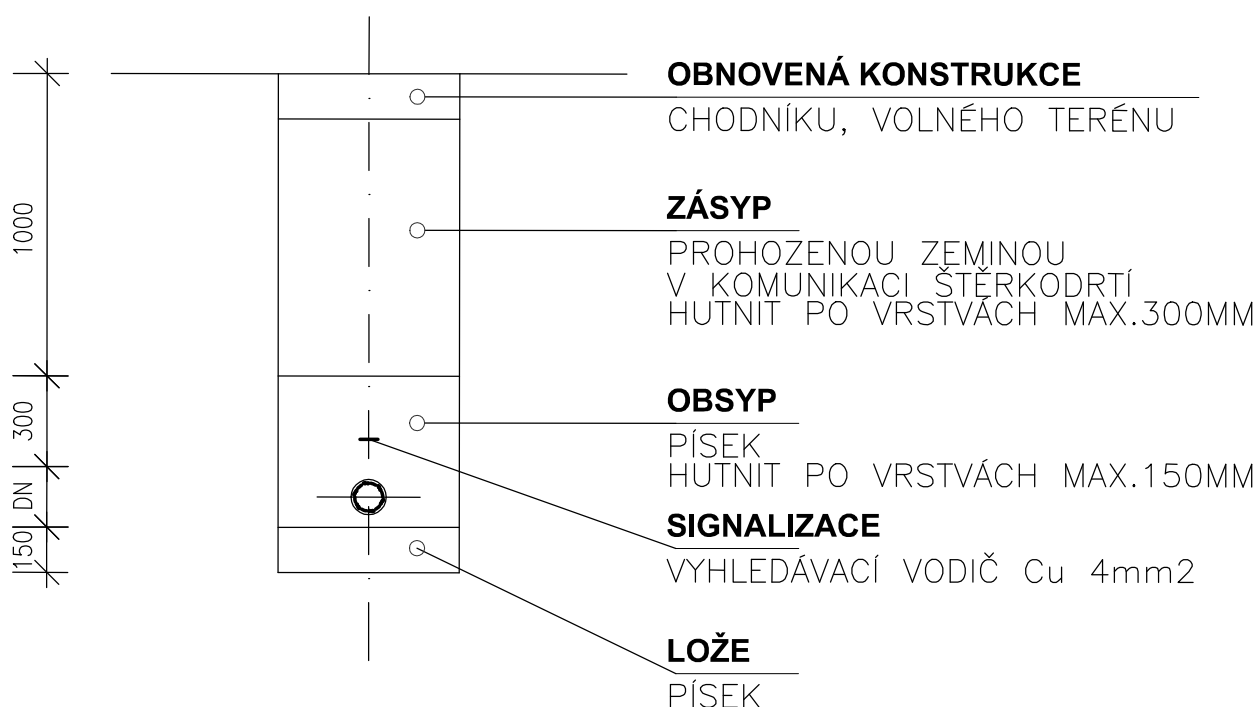 OBNOVENÁ KONSTRUKCE
CHODNÍKU, VOLNÉHO TERÉNU
ZÁSYP
PROHOZENOU ZEMINOU
V KOMUNIKACI ŠTĚRKODRTÍ
HUTNIT PO VRSTVÁCH MAX.300MM
OBSYP
PÍSEK
HUTNIT PO VRSTVÁCH MAX.150MM
SIGNALIZACE
VYHLEDÁVACÍ VODIČ Cu 4mm2
LOŽE
PÍSEK
1000
300
DN
150